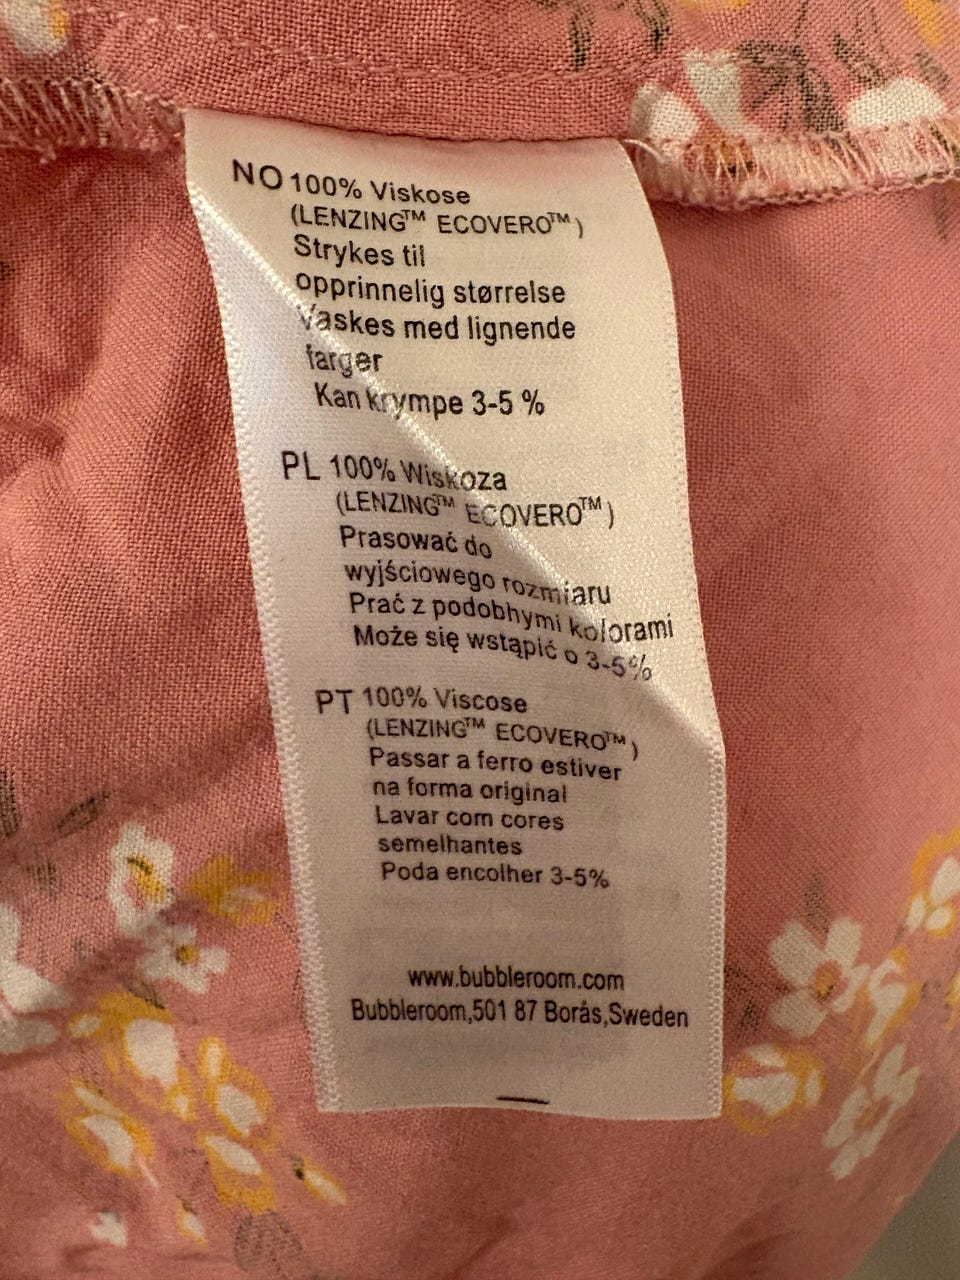 NO 100% Viskose
(LENZING™ ECOVERO™)
Strykes til
opprinnelig størrelse
Vaskes med lignende
farger
Kan krympe 3-5 %
PL 100% Wiskoza
(LENZING™ ECOVERO™)
Prasować do
wyjściowego rozmiaru
Prać z podobhymi kolorami
Może się wstąpić o 3-5%
PT 100% Viscose
(LENZING™ ECOVERO™)
Passar a ferro estiver
na forma original
Lavar com cores
semelhantes
Poda encolher 3-5%
www.bubbleroom.com
Bubbleroom,501 87 Borås,Sweden